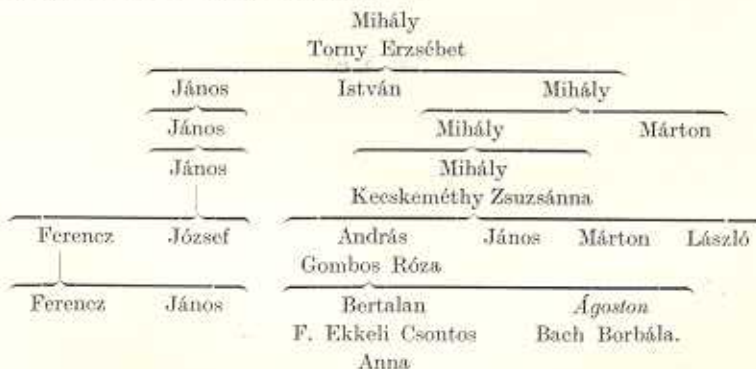 Mihály
Torny Erzsébet
János István Mihály
János Mihály Márton
János Mihály
Kecskeméthy Zsuzsánna
Ferencz József András János Márton László
Gombos Róza
Ferencz János Bertalan Ágoston
F. Ekkeli Csontos Bach Borbála.
Anna